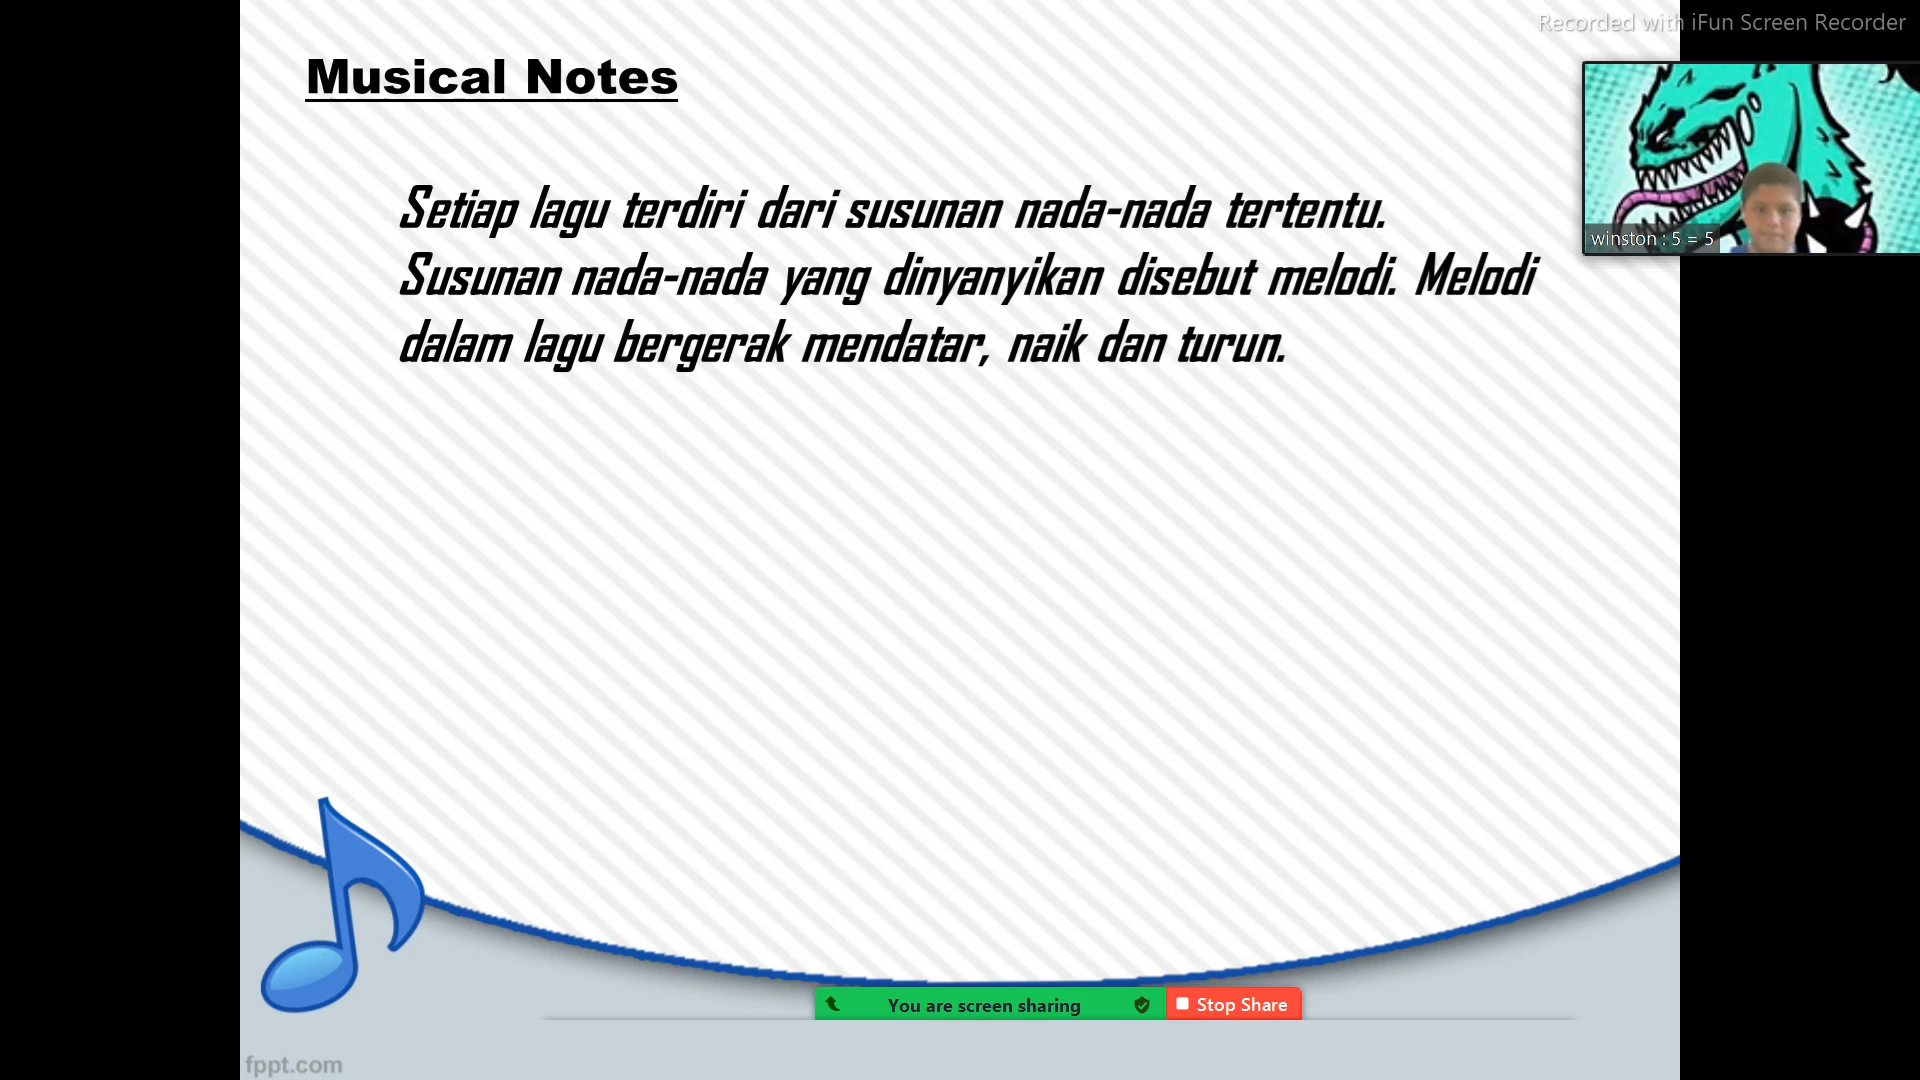 Recorded with iFun Screen Recorder
Musical Notes
Setiap lagu terdiri dari susunan nada-nada tertentu.
Susunan nada-nada yang dinyanyikan disebut melodi. Melodi
dalam lagu bergerak mendatar, naik dan turun.
winston : 5 = 5
You are screen sharing
Stop Share
fppt.com